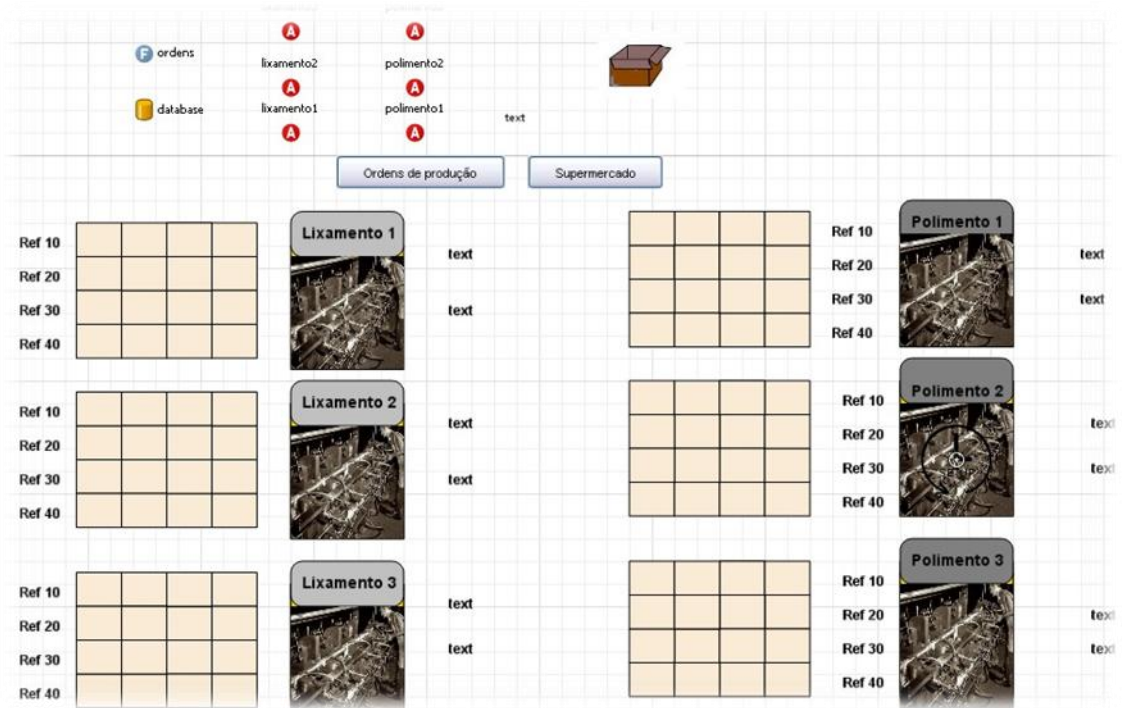 ordens
lixamento2 polimento2
database
lixamento1 polimento1
text
Ordens de produção Supermercado
Lixamento 1
Ref 10
Ref 20
Ref 30
Ref 40
text
text
Polimento 1
Ref 10
Ref 20
Ref 30
Ref 40
text
text
Lixamento 2
Ref 10
Ref 20
Ref 30
Ref 40
text
text
Polimento 2
Ref 10
Ref 20
Ref 30
Ref 40
text
text
Lixamento 3
Ref 10
Ref 20
Ref 30
Ref 40
text
text
Polimento 3
Ref 10
Ref 20
Ref 30
Ref 40
text
text